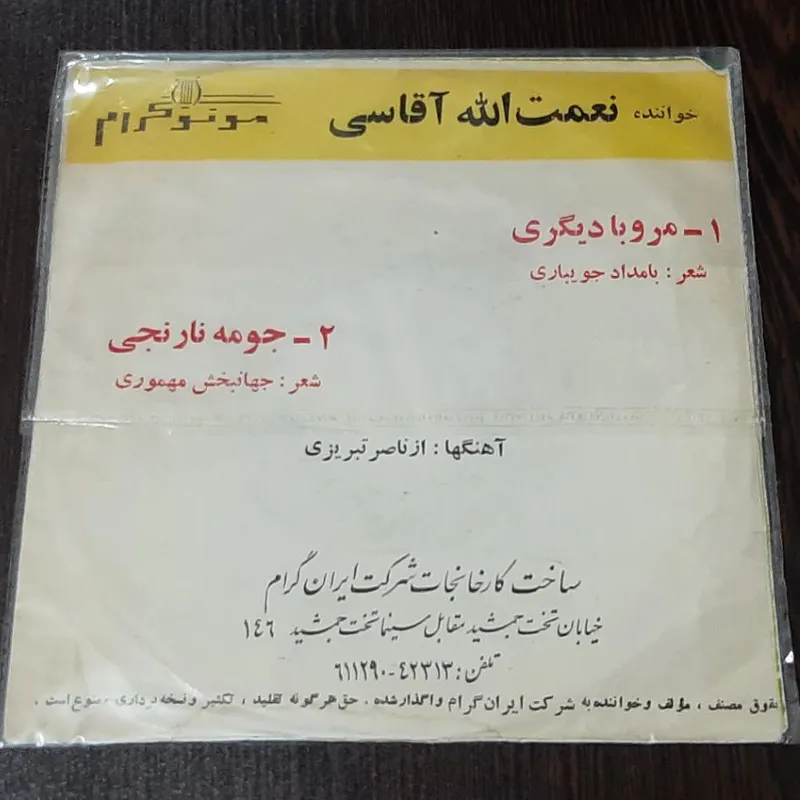 خواننده نعمت الله آقاسی
مونوگرام
۱ - مرو با دیگری
شعر : بامداد جویباری
۲ - جومه نارنجی
شعر : جهانبخش مهموری
آهنگها : از ناصر تبریزی
ساخت کارخانجات شرکت ایران گرام
خیابان تخت جمشید مقابل سینما تخت جمشید ۱۴۶
تلفن : ۴۲۳۱۳-۶۱۱۲۹۰
حقوق مصنف ، مؤلف و خواننده به شرکت ایران گرام واگذار شده . حق هر گونه تقلید ، تکثیر و نسخه برداری ممنوع است .